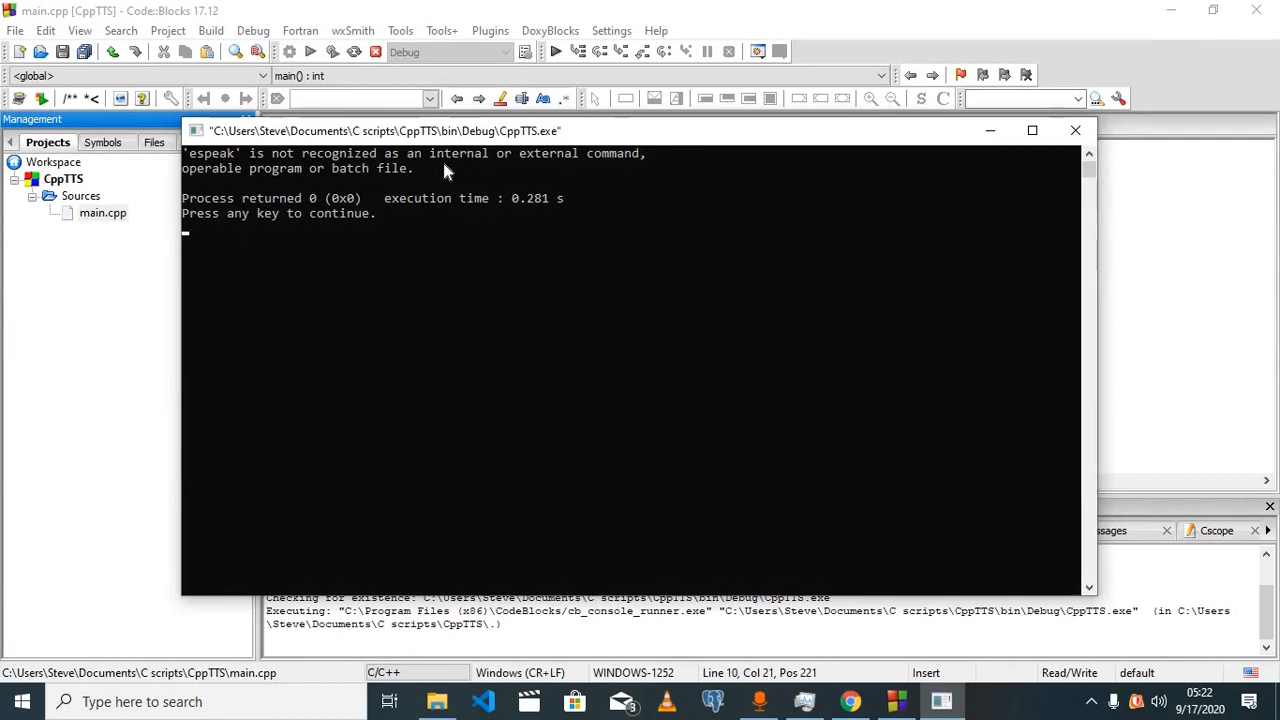 main.cpp [CppTTS] - Code::Blocks 17.12
File Edit View Search Project Build Debug Fortran wxSmith Tools Tools+ Plugins DoxyBlocks Settings Help
Debug
<global> main() : int
/** *<
S C
Management
Projects Symbols Files
Workspace
CppTTS
Sources
main.cpp
"C:\Users\Steve\Documents\C scripts\CppTTS\bin\Debug\CppTTS.exe"
'espeak' is not recognized as an internal or external command,
operable program or batch file.
Process returned 0 (0x0)   execution time : 0.281 s
Press any key to continue.
Cscope
Checking for existence: C:\Users\Steve\Documents\C scripts\CppTTS\bin\Debug\CppTTS.exe
Executing: "C:\Program Files (x86)\CodeBlocks/cb_console_runner.exe" "C:\Users\Steve\Documents\C scripts\CppTTS\bin\Debug\CppTTS.exe"  (in C:\Users
\Steve\Documents\C scripts\CppTTS\.)
C:\Users\Steve\Documents\C scripts\CppTTS\main.cpp C/C++ Windows (CR+LF) WINDOWS-1252 Line 10, Col 21, Pos 221 Insert Read/Write default
Type here to search
3
05:22
9/17/2020